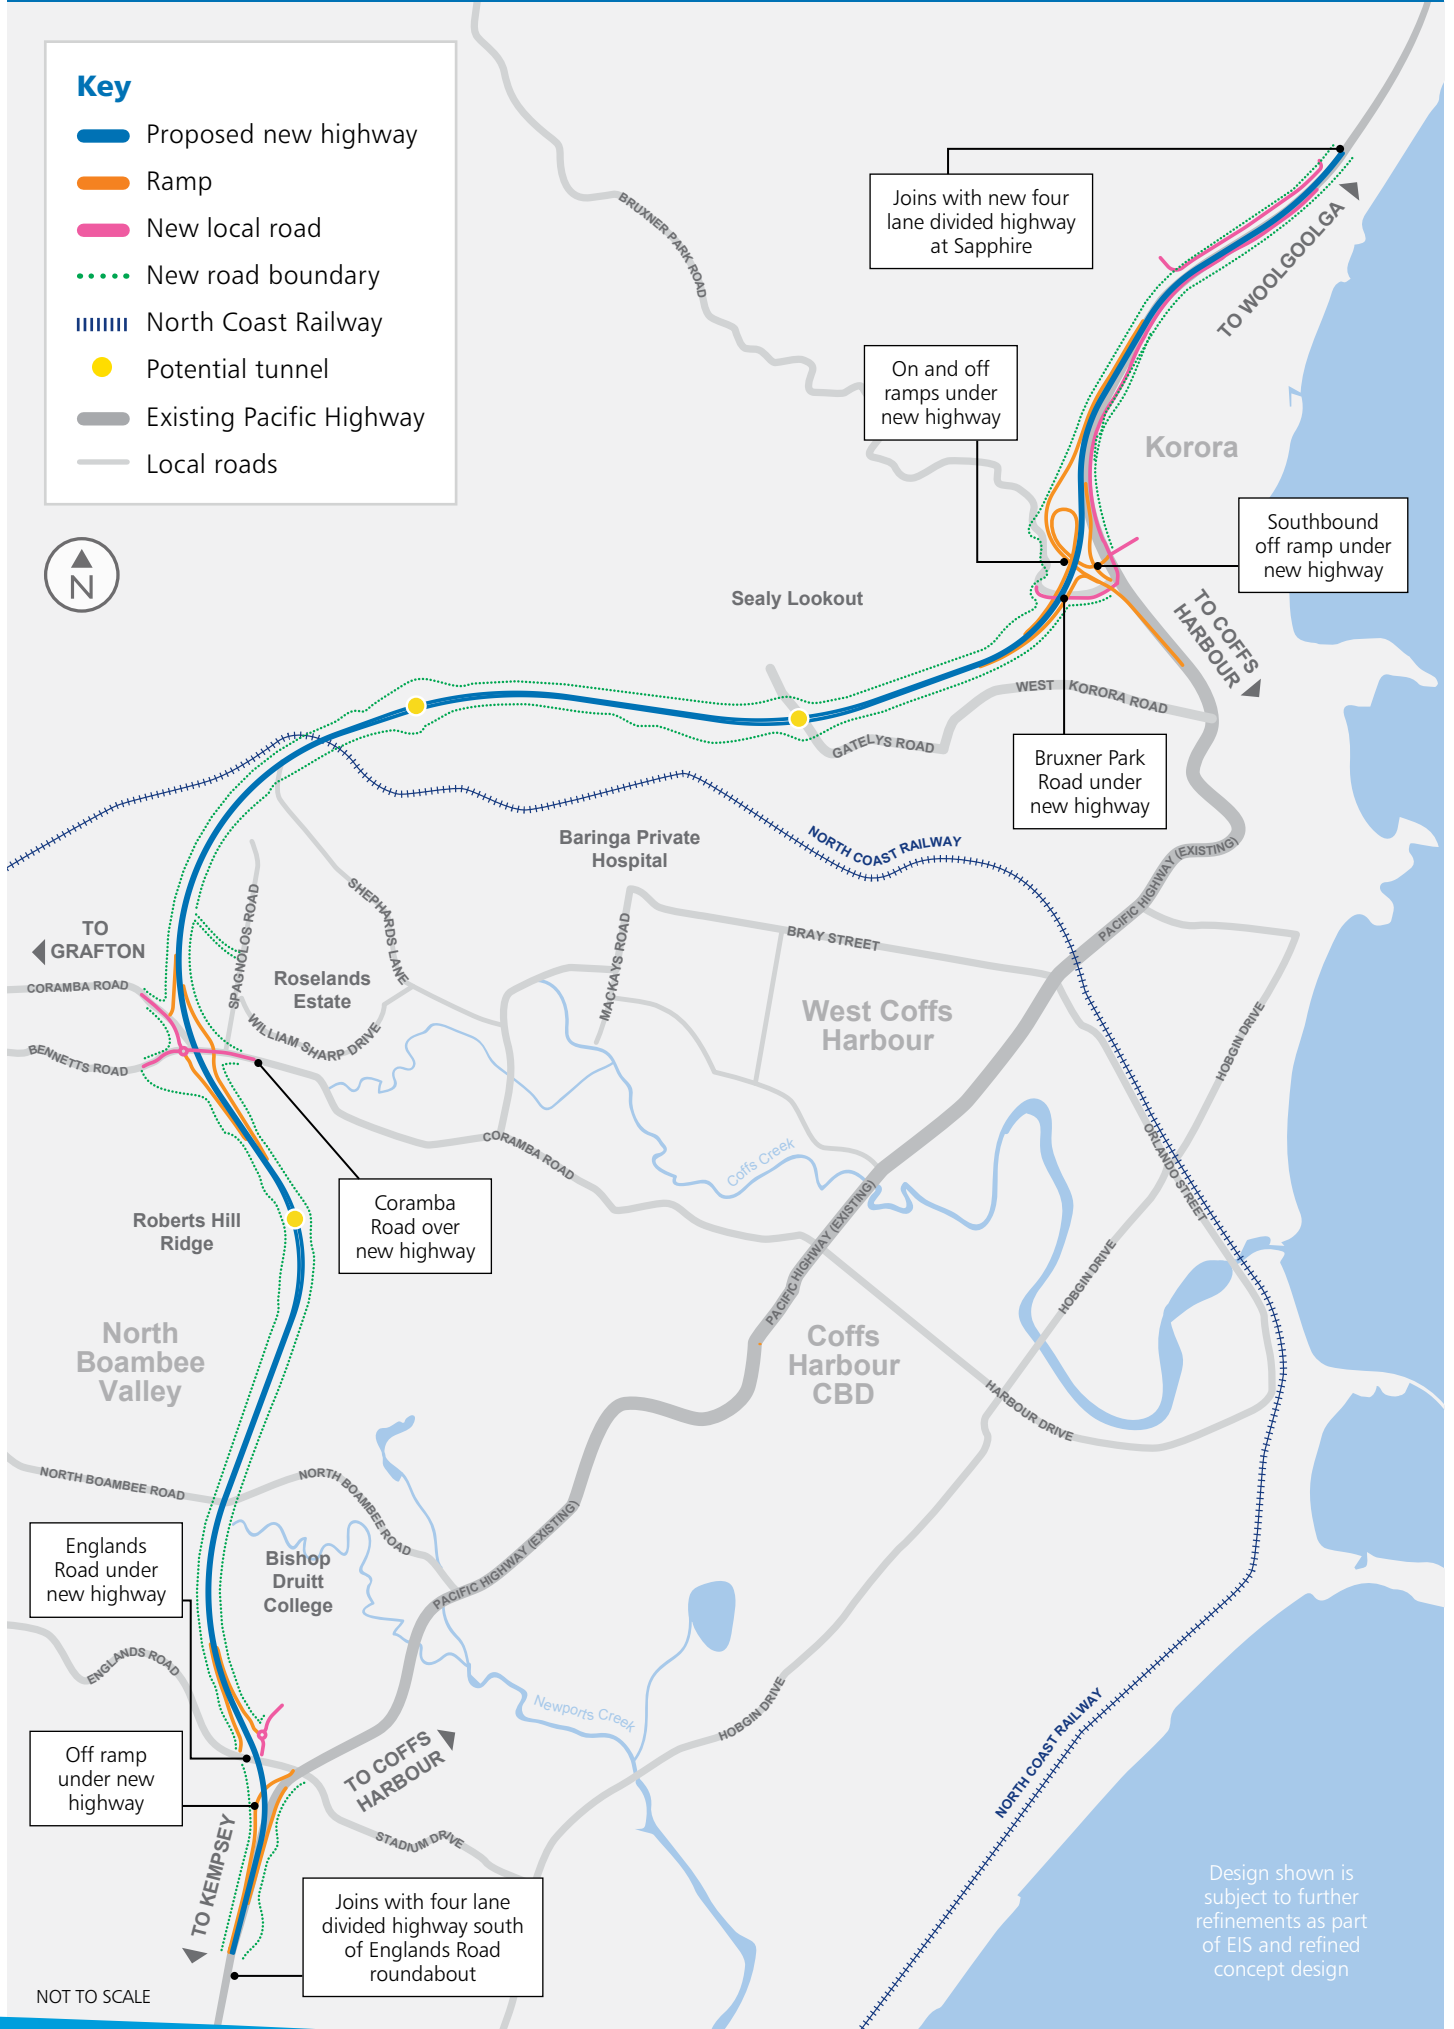 Key
Proposed new highway
Ramp
New local road
New road boundary
North Coast Railway
Potential tunnel
Existing Pacific Highway
Local roads
N
BRUXNER PARK ROAD
Joins with new four
lane divided highway
at Sapphire
TO WOOLGOOLGA
On and off
ramps under
new highway
Korora
Southbound
off ramp under
new highway
Sealy Lookout
TO COFFS
HARBOUR
WEST KORORA ROAD
GATELYS ROAD
Bruxner Park
Road under
new highway
Baringa Private
Hospital
NORTH COAST RAILWAY
PACIFIC HIGHWAY (EXISTING)
SHEPHARDS LANE
SPAGNOLOS ROAD
MACKAYS ROAD
BRAY STREET
TO
GRAFTON
CORAMBA ROAD
Roselands
Estate
WILLIAM SHARP DRIVE
West Coffs
Harbour
HOBGIN DRIVE
BENNETTS ROAD
CORAMBA ROAD
Coffs Creek
ORLANDO STREET
Coramba
Road over
new highway
Roberts Hill
Ridge
PACIFIC HIGHWAY (EXISTING)
HOBGIN DRIVE
North
Boambee
Valley
Coffs
Harbour
CBD
HARBOUR DRIVE
NORTH BOAMBEE ROAD
NORTH BOAMBEE ROAD
PACIFIC HIGHWAY (EXISTING)
Englands
Road under
new highway
Bishop
Druitt
College
ENGLANDS ROAD
Newports Creek
HOBGIN DRIVE
NORTH COAST RAILWAY
Off ramp
under new
highway
TO COFFS
HARBOUR
STADIUM DRIVE
TO KEMPSEY
Joins with four lane
divided highway south
of Englands Road
roundabout
Design shown is
subject to further
refinements as part
of EIS and refined
concept design
NOT TO SCALE